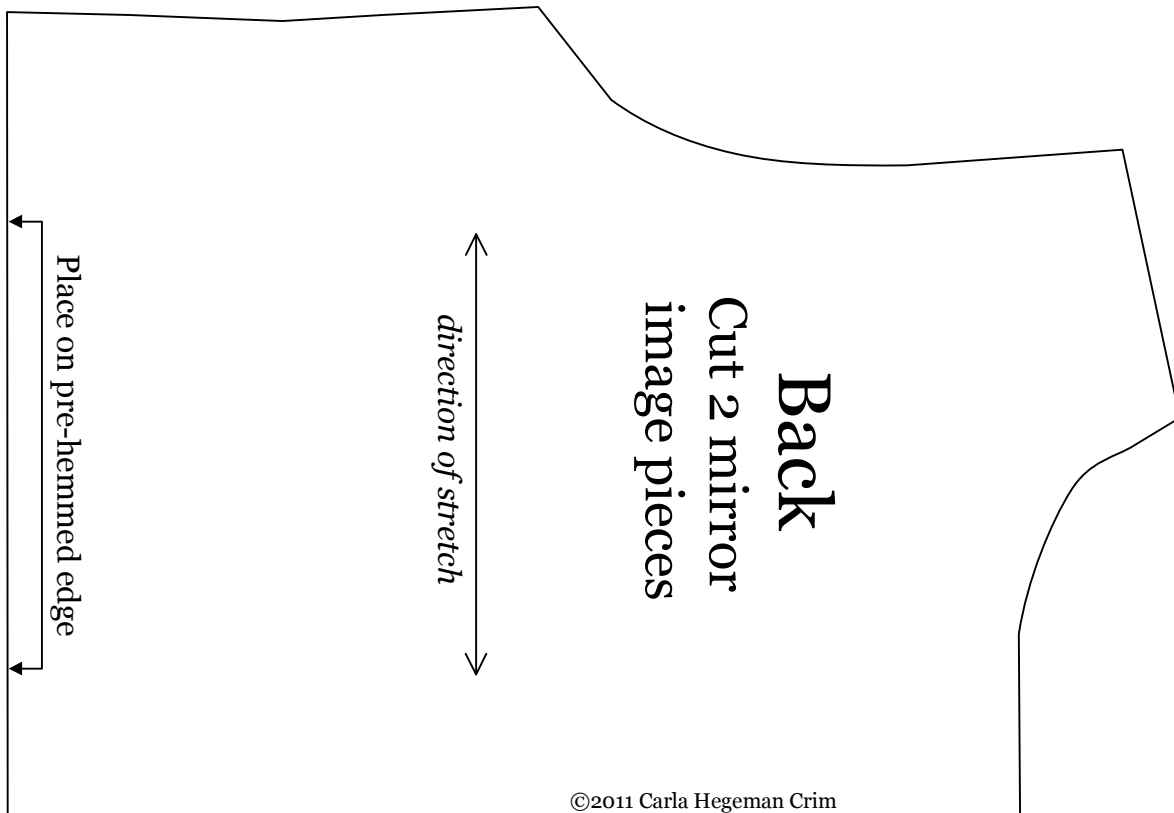 Back
Cut 2 mirror
image pieces
direction of stretch
Place on pre-hemmed edge
©2011 Carla Hegeman Crim